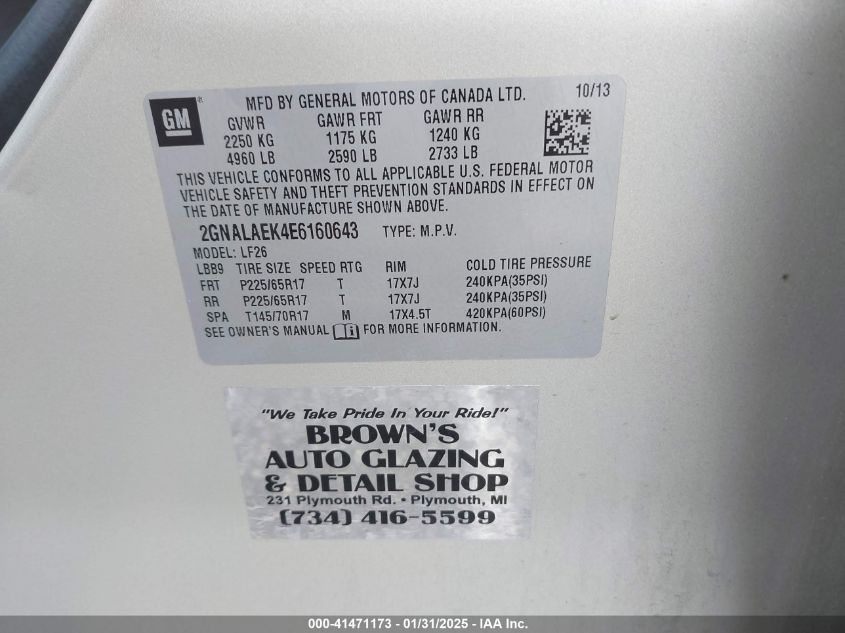 GM ®
MFD BY GENERAL MOTORS OF CANADA LTD. 10/13
GVWR GAWR FRT GAWR RR
2250 KG 1175 KG 1240 KG
4960 LB 2590 LB 2733 LB
THIS VEHICLE CONFORMS TO ALL APPLICABLE U.S. FEDERAL MOTOR
VEHICLE SAFETY AND THEFT PREVENTION STANDARDS IN EFFECT ON
THE DATE OF MANUFACTURE SHOWN ABOVE.
2GNALAEK4E6160643 TYPE: M.P.V.
MODEL: LF26
LBB9 TIRE SIZE SPEED RTG RIM COLD TIRE PRESSURE
FRT P225/65R17 T 17X7J 240KPA(35PSI)
RR P225/65R17 T 17X7J 240KPA(35PSI)
SPA T145/70R17 M 17X4.5T 420KPA(60PSI)
SEE OWNER'S MANUAL FOR MORE INFORMATION.
"We Take Pride In Your Ride!"
BROWN'S
AUTO GLAZING
& DETAIL SHOP
231 Plymouth Rd. • Plymouth, MI
(734) 416-5599
000-41471173 - 01/31/2025 - IAA Inc.